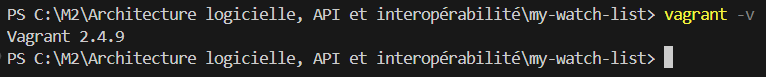 PS C:\M2\Architecture logicielle, API et interopérabilité\my-watch-list> vagrant -v
Vagrant 2.4.9
PS C:\M2\Architecture logicielle, API et interopérabilité\my-watch-list>